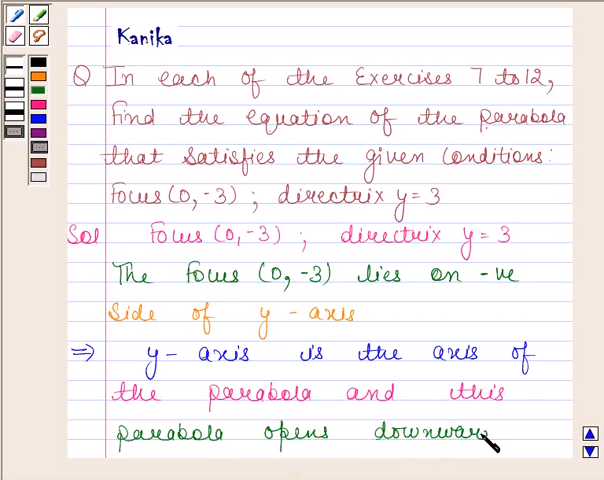 Kanika
Q In each of the Exercises 7 to 12,
Find the equation of the parabola
that satisfies the given conditions:
Focus (0, -3) ; directrix y = 3
Sol Focus (0, -3) ; directrix y = 3
The Focus (0, -3) lies on -ve
Side of y - axis
⇒ y - axis is the axis of
the parabola and this
parabola opens downwar